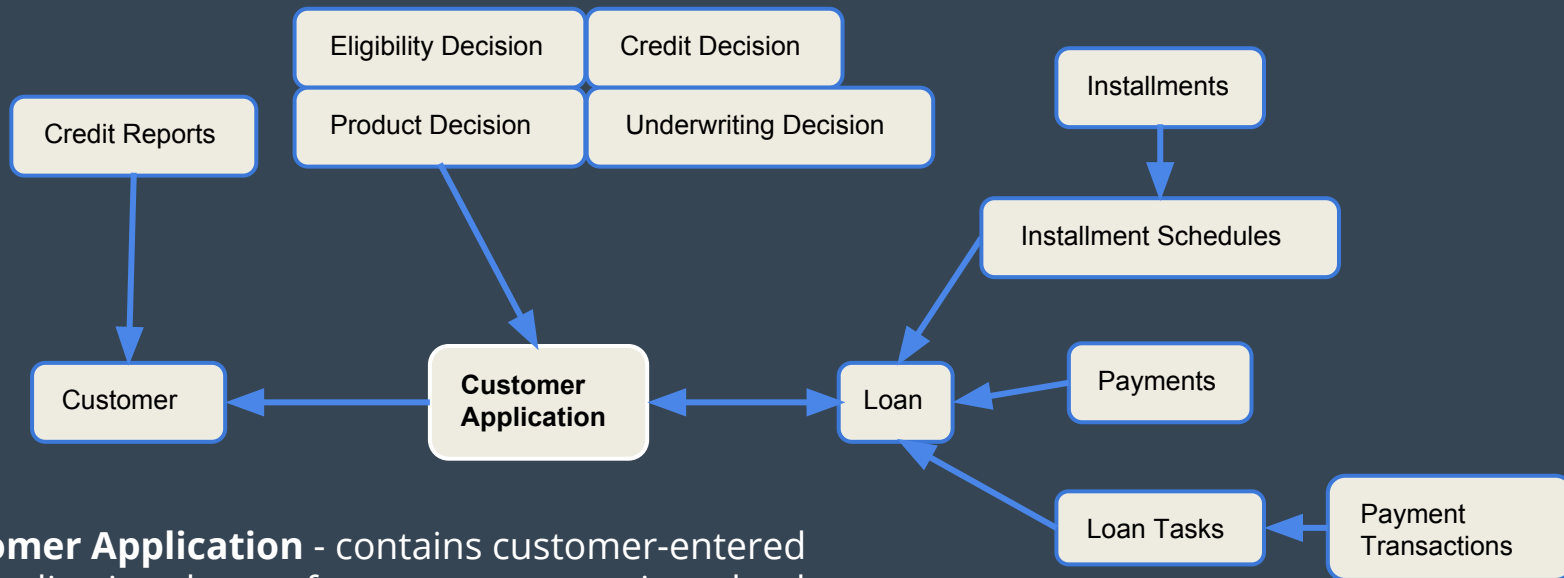 Eligibility Decision
Credit Decision
Installments
Credit Reports
Product Decision
Underwriting Decision
Installment Schedules
Customer
Customer
Application
Loan
Payments
Loan Tasks
Payment
Transactions
Application - contains customer-entered